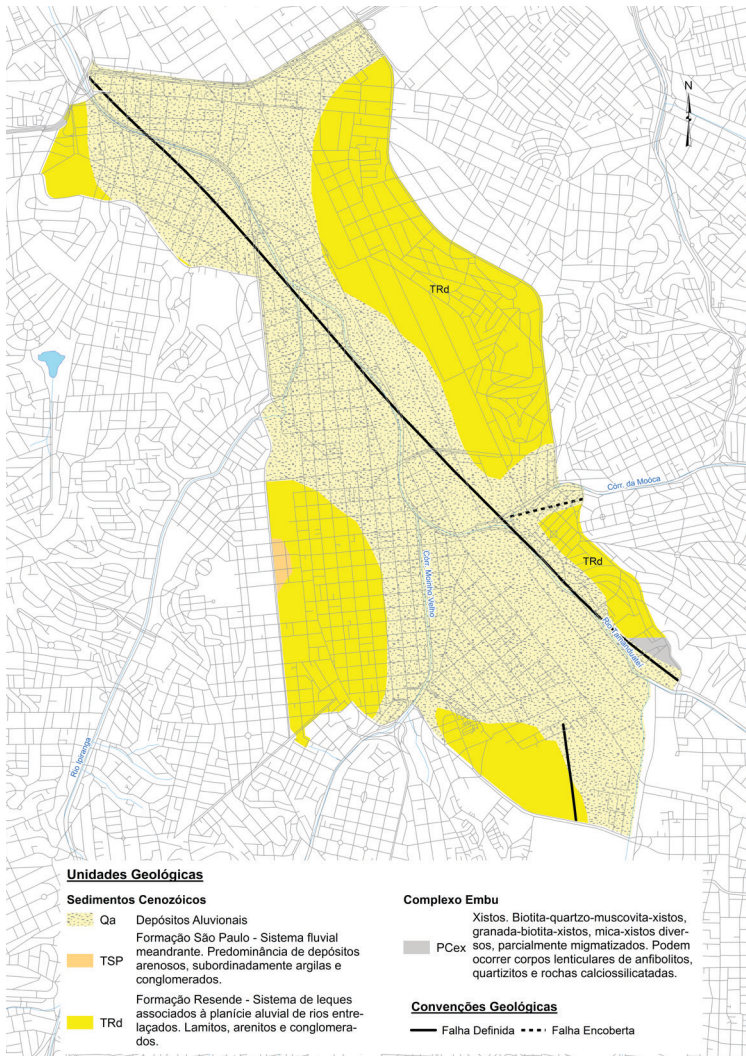 N
TRd
Córr. da Moóca
TRd
Córr. Moinho Velho
Rio Tamanduateí
Rio Ipiranga
Unidades Geológicas
Sedimentos Cenozóicos
Qa Depósitos Aluvionais
TSP Formação São Paulo - Sistema fluvial
meandrante. Predominância de depósitos
arenosos, subordinadamente argilas e
conglomerados.
TRd Formação Resende - Sistema de leques
associados à planície aluvial de rios entre-
laçados. Lamitos, arenitos e conglomera-
dos.
Complexo Embu
PCex Xistos. Biotita-quartzo-muscovita-xistos,
granada-biotita-xistos, mica-xistos diver-
sos, parcialmente migmatizados. Podem
ocorrer corpos lenticulares de anfibolitos,
quartizitos e rochas calciossilicatadas.
Convenções Geológicas
Falha Definida Falha Encoberta